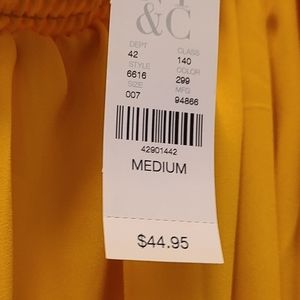 &C
DEPT CLASS
42 140
STYLE COLOR
6616 299
SIZE MFG
007 94866
42901442
MEDIUM
$44.95